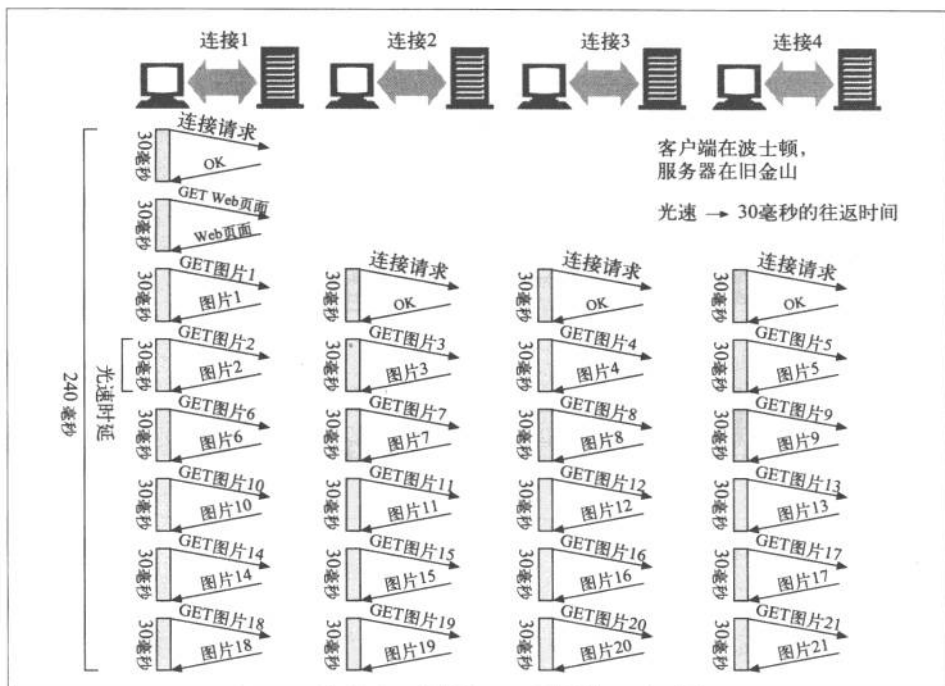 连接1 连接2 连接3 连接4
客户端在波士顿，
服务器在旧金山
光速 → 30毫秒的往返时间
240 毫秒
光速时延
30毫秒 连接请求
OK
30毫秒 GET Web页面
Web页面
30毫秒 GET图片1 30毫秒 连接请求 30毫秒 连接请求 30毫秒 连接请求
图片1 OK OK OK
30毫秒 GET图片2 30毫秒 GET图片3 30毫秒 GET图片4 30毫秒 GET图片5
图片2 图片3 图片4 图片5
30毫秒 GET图片6 30毫秒 GET图片7 30毫秒 GET图片8 30毫秒 GET图片9
图片6 图片7 图片8 图片9
30毫秒 GET图片10 30毫秒 GET图片11 30毫秒 GET图片12 30毫秒 GET图片13
图片10 图片11 图片12 图片13
30毫秒 GET图片14 30毫秒 GET图片15 30毫秒 GET图片16 30毫秒 GET图片17
图片14 图片15 图片16 图片17
30毫秒 GET图片18 30毫秒 GET图片19 30毫秒 GET图片20 30毫秒 GET图片21
图片18 图片19 图片20 图片21